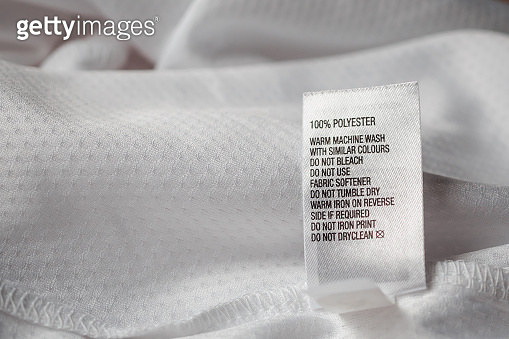 gettyimages®
100% POLYESTER
WARM MACHINE WASH
WITH SIMILAR COLOURS
DO NOT BLEACH
DO NOT USE
FABRIC SOFTENER
DO NOT TUMBLE DRY
WARM IRON ON REVERSE
SIDE IF REQUIRED
DO NOT IRON PRINT
DO NOT DRYCLEAN